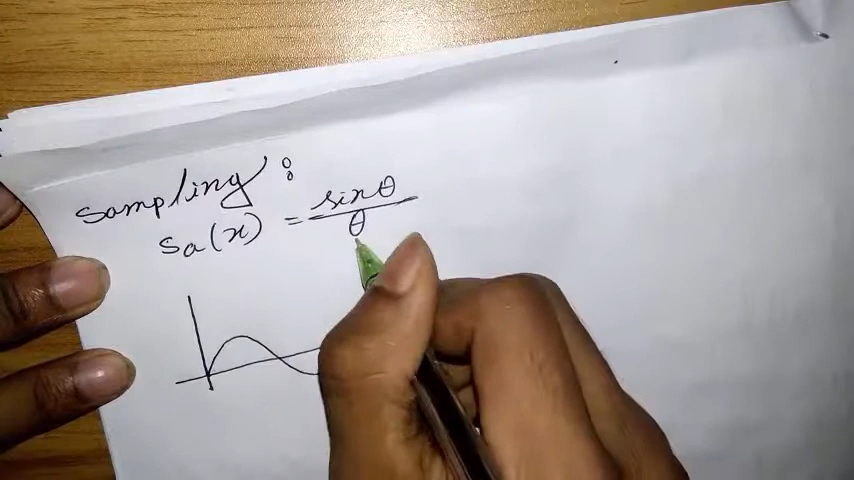 Sampling :
Sa(x) = sinθ/θ